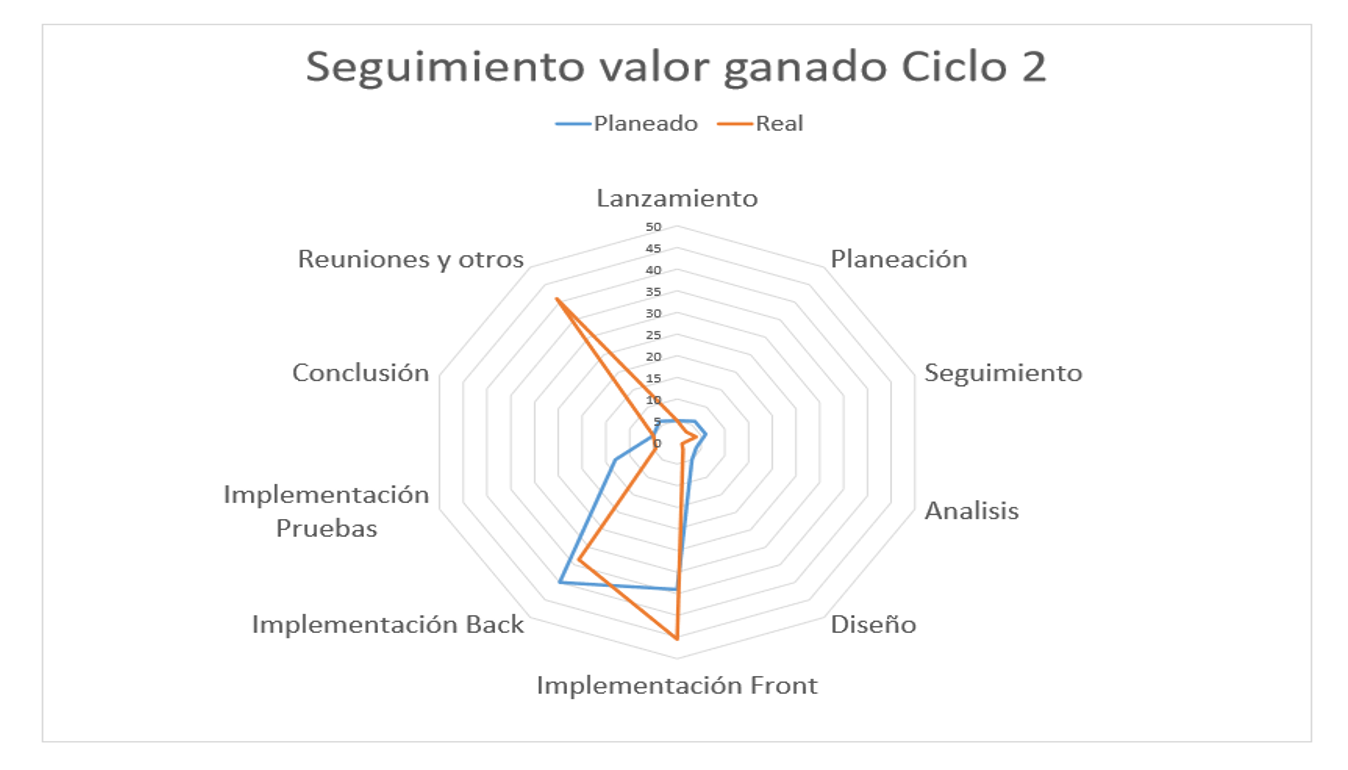 Seguimiento valor ganado Ciclo 2
Planeado Real
Lanzamiento
Planeación
Seguimiento
Analisis
Diseño
Implementación Front
Implementación Back
Implementación
Pruebas
Conclusión
Reuniones y otros
50
45
40
35
30
25
20
15
10
5
0